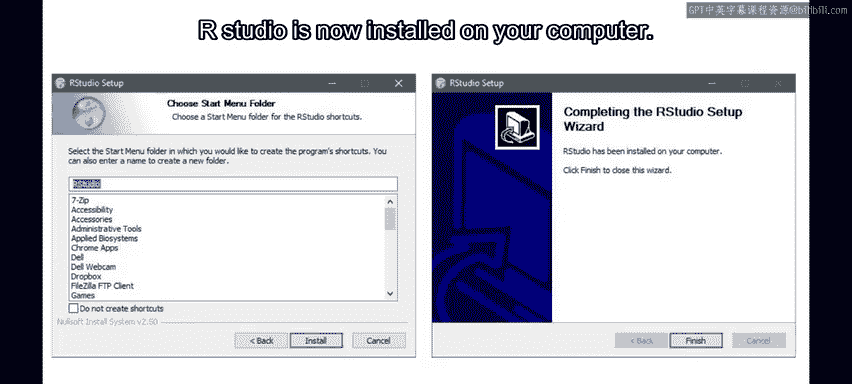 GPT中英字幕课程资源@bilibili.com
R studio is now installed on your computer.
RStudio Setup
Choose Start Menu Folder
Choose a Start Menu folder for the RStudio shortcuts.
Select the Start Menu folder in which you would like to create the program's shortcuts. You
can also enter a name to create a new folder.
RStudio
7-Zip
Accessibility
Accessories
Administrative Tools
Applied Biosystems
Chrome Apps
Dell
Dell Webcam
Dropbox
FileZilla FTP Client
Games
Do not create shortcuts
Nullsoft Install System v2.50
< Back
Install
Cancel
RStudio Setup
Completing the RStudio Setup
Wizard
RStudio has been installed on your computer.
Click Finish to close this wizard.
< Back
Finish
Cancel